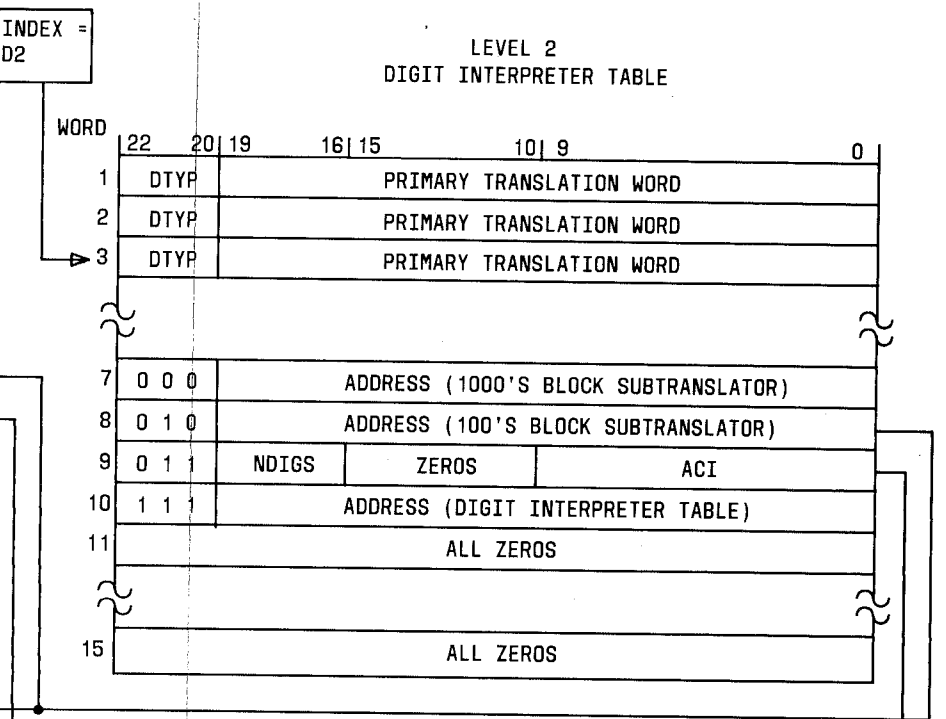 INDEX =
D2
LEVEL 2
DIGIT INTERPRETER TABLE
WORD
22 20 19 16 15 10 9 0
1 DTYP PRIMARY TRANSLATION WORD
2 DTYP PRIMARY TRANSLATION WORD
3 DTYP PRIMARY TRANSLATION WORD
7 0 0 0 ADDRESS (1000'S BLOCK SUBTRANSLATOR)
8 0 1 0 ADDRESS (100'S BLOCK SUBTRANSLATOR)
9 0 1 1 NDIGS ZEROS ACI
10 1 1 1 ADDRESS (DIGIT INTERPRETER TABLE)
11 ALL ZEROS
15 ALL ZEROS